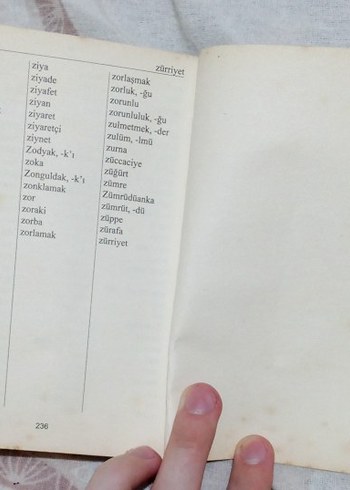 zürriyet
ziya
ziyade
ziyafet
ziyan
ziyaret
ziyaretçi
ziynet
Zodyak, -k'ı
zoka
Zonguldak, -k'ı
zonklamak
zor
zoraki
zorba
zorlamak
zorlaşmak
zorluk, -ğu
zorunlu
zorunluluk, -ğu
zulmetmek, -der
zulüm, -lmü
zurna
züccaciye
züğürt
zümre
Zümrüdüanka
zümrüt, -dü
züppe
zürafa
zürriyet
236